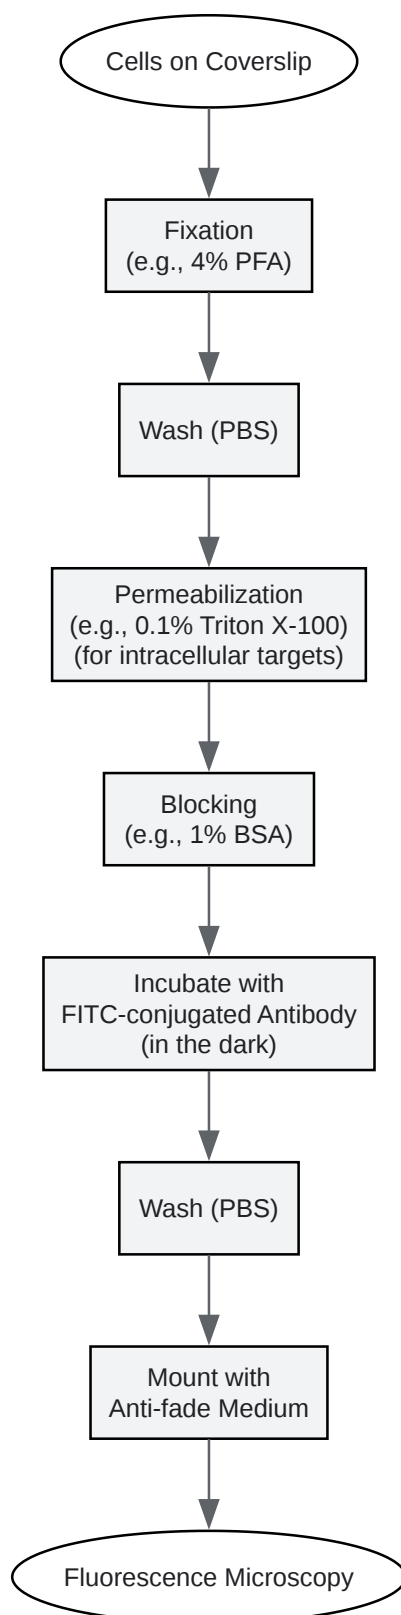 Cells on Coverslip
Fixation
(e.g., 4% PFA)
Wash (PBS)
Permeabilization
(e.g., 0.1% Triton X-100)
(for intracellular targets)
Blocking
(e.g., 1% BSA)
Incubate with
FITC-conjugated Antibody
(in the dark)
Wash (PBS)
Mount with
Anti-fade Medium
Fluorescence Microscopy